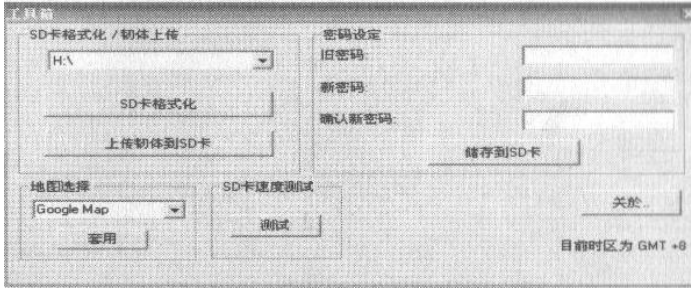 工具箱
SD卡格式化 / 韧体上传
H:\
SD卡格式化
上传韧体到SD卡
密码设定
旧密码:
新密码:
确认新密码:
储存到SD卡
地图选择
Google Map
套用
SD卡速度测试
测试
关於..
目前时区为 GMT +8